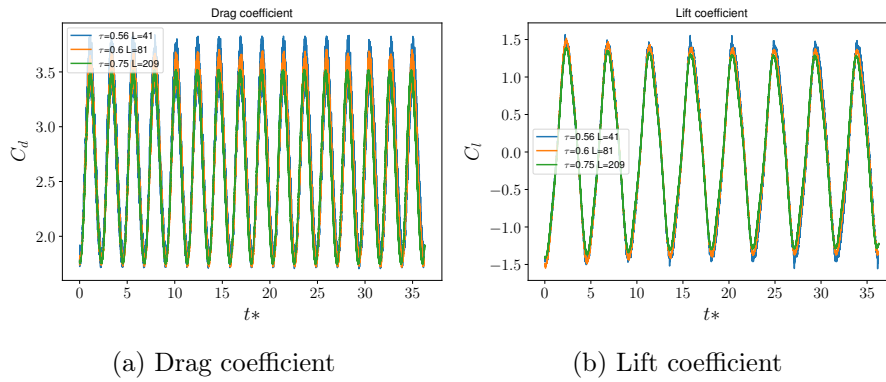 Drag coefficient
τ=0.56 L=41
τ=0.6 L=81
τ=0.75 L=209
3.5
3.0
2.5
2.0
C_d
0 5 10 15 20 25 30 35
t*
(a) Drag coefficient
Lift coefficient
1.5
1.0
0.5
0.0
−0.5
−1.0
−1.5
C_l
τ=0.56 L=41
τ=0.6 L=81
τ=0.75 L=209
0 5 10 15 20 25 30 35
t*
(b) Lift coefficient